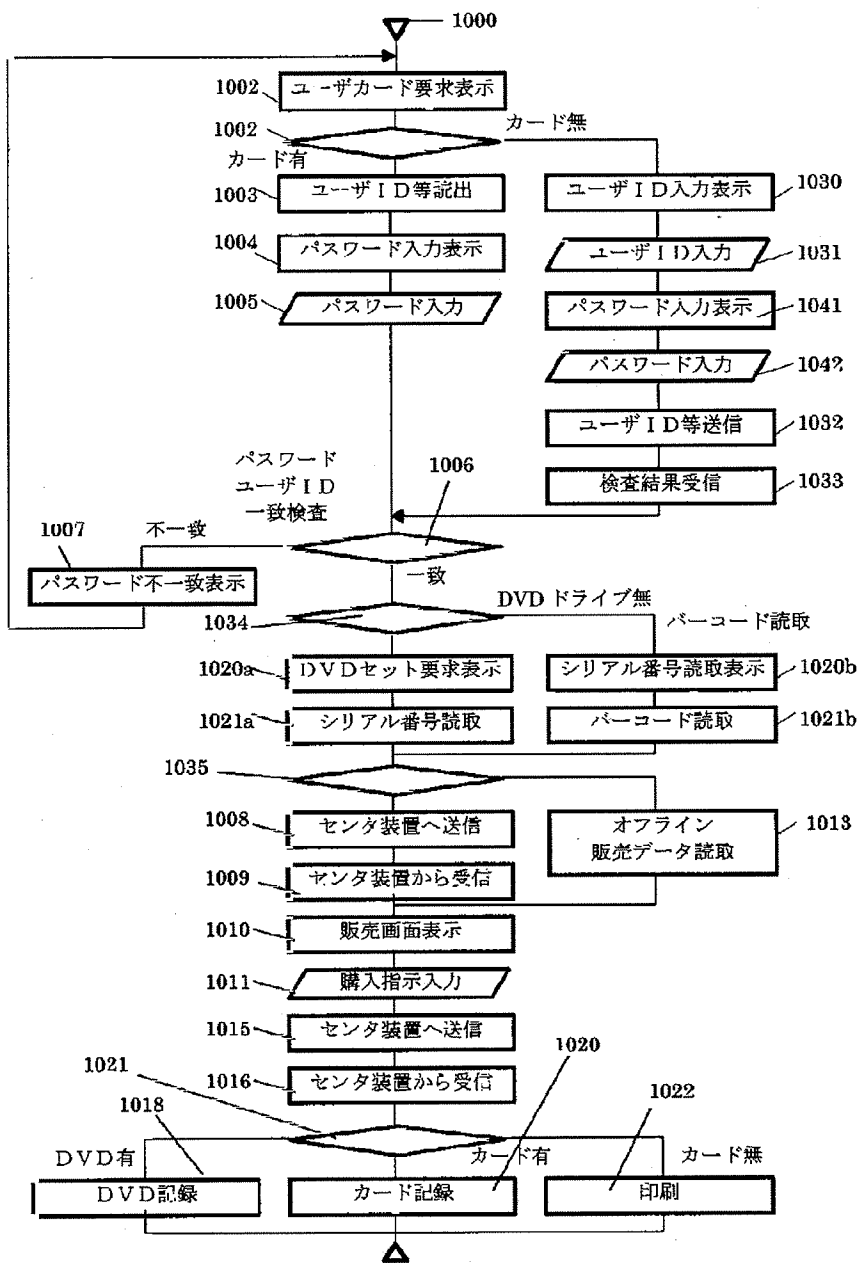 1000
1002 ユーザカード要求表示
1002
カード無
カード有
1003 ユーザID等読出
ユーザID入力表示 1030
1004 パスワード入力表示
ユーザID入力 1031
1005 パスワード入力
パスワード入力表示 1041
パスワード入力 1042
ユーザID等送信 1032
検査結果受信 1033
パスワード
ユーザID
一致検査
1006
1007
不一致
パスワード不一致表示
一致
1034
DVDドライブ無
バーコード読取
1020a DVDセット要求表示
シリアル番号読取表示 1020b
1021a シリアル番号読取
バーコード読取 1021b
1035
1008 センタ装置へ送信
オフライン
販売データ読取
1013
1009 センタ装置から受信
1010 販売画面表示
1011 購入指示入力
1015 センタ装置へ送信
1016 センタ装置から受信
1021
1020
1018
1022
DVD有
カード有
カード無
DVD記録
カード記録
印刷